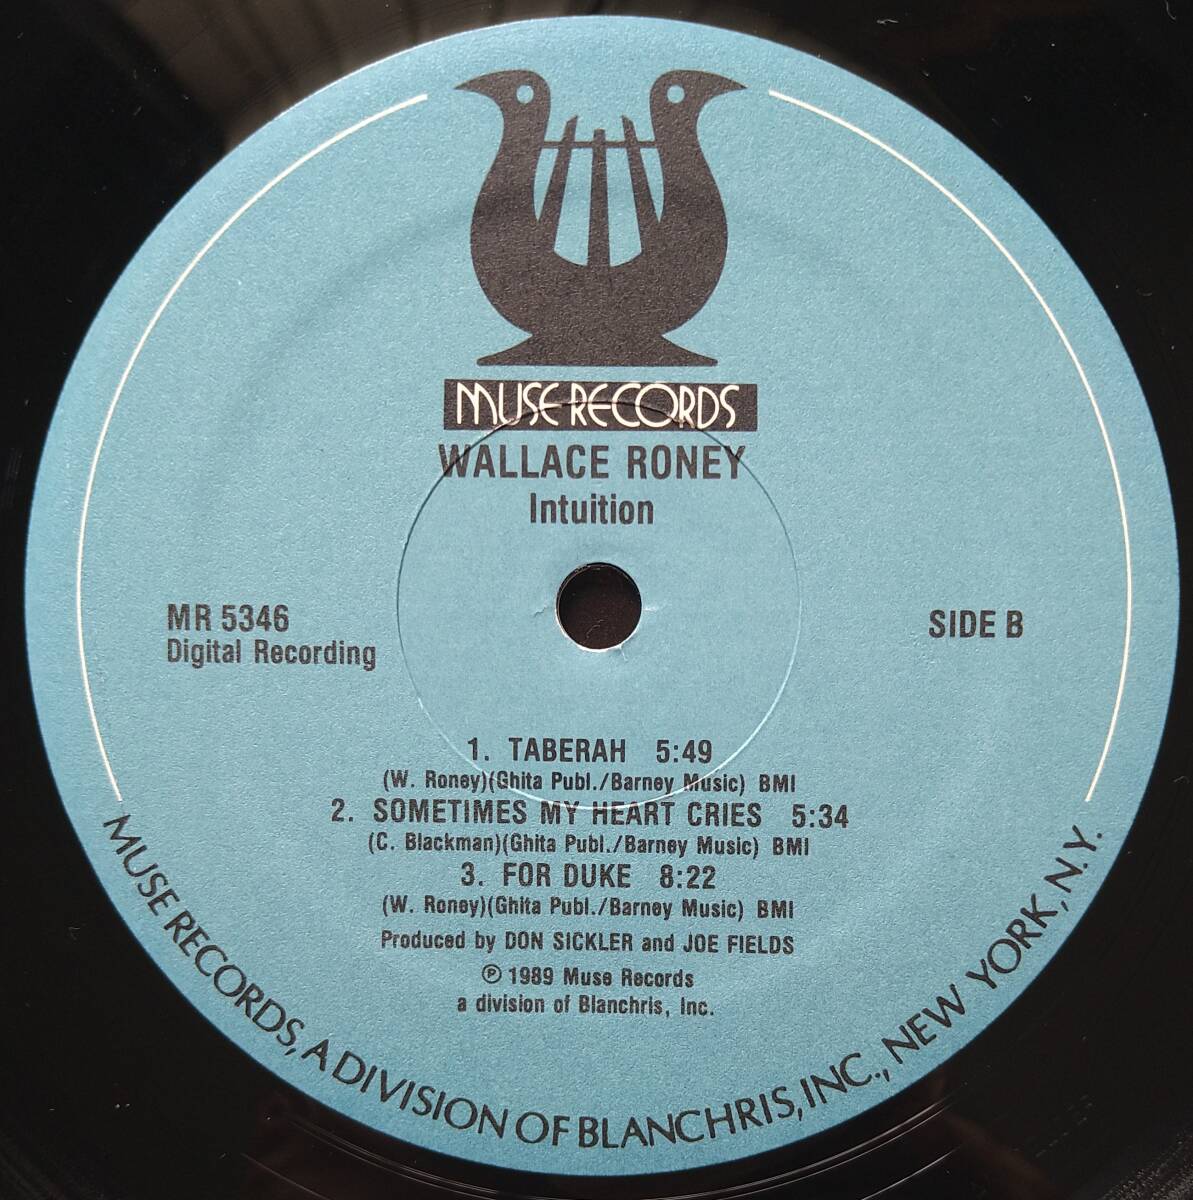 MUSE RECORDS
WALLACE RONEY
Intuition
MR 5346
Digital Recording
SIDE B
1. TABERAH 5:49
(W. Roney)(Ghita Publ./Barney Music) BMI
2. SOMETIMES MY HEART CRIES 5:34
(C. Blackman)(Ghita Publ./Barney Music) BMI
3. FOR DUKE 8:22
(W. Roney)(Ghita Publ./Barney Music) BMI
Produced by DON SICKLER and JOE FIELDS
℗ 1989 Muse Records
a division of Blanchris, Inc.
MUSE RECORDS, A DIVISION OF BLANCHRIS, INC., NEW YORK, N.Y.